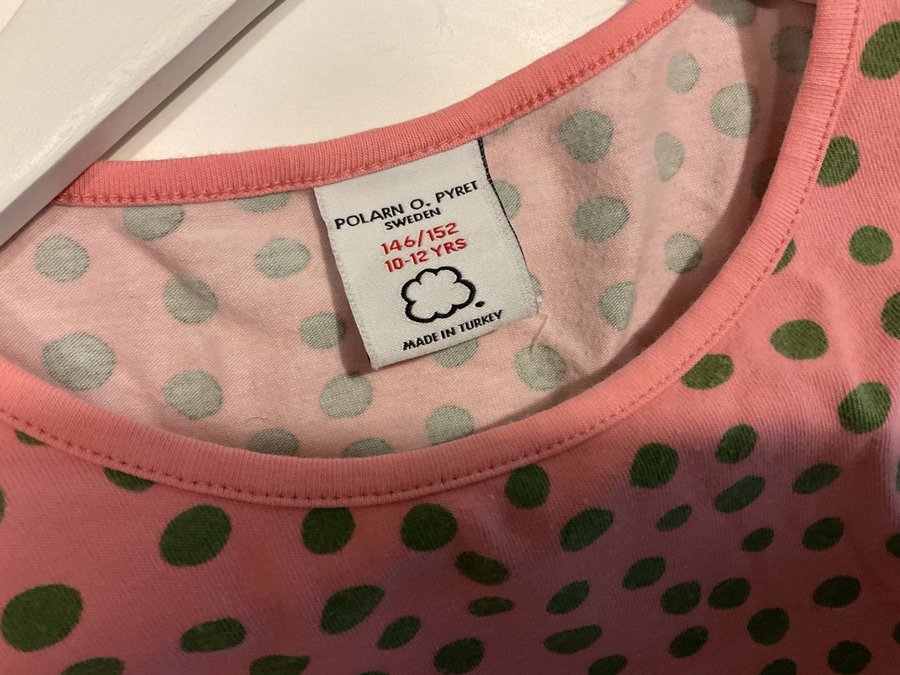 POLARN O. PYRET
SWEDEN
146/152
10-12 YRS
MADE IN TURKEY